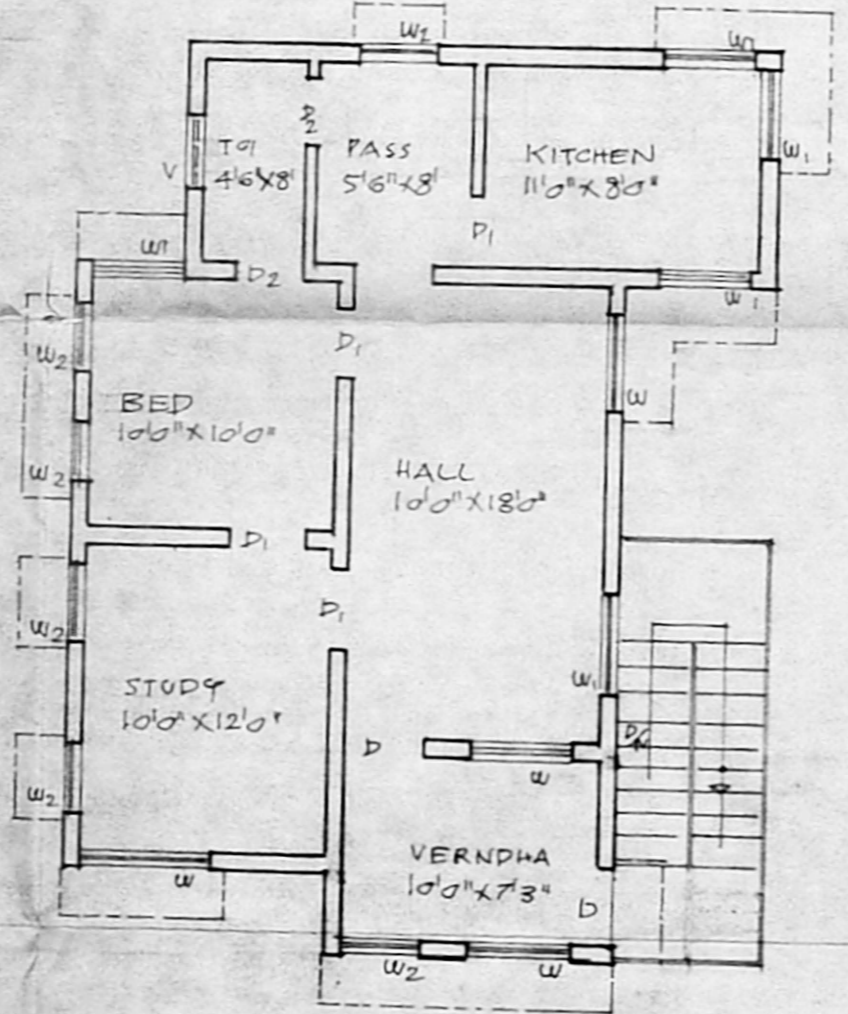 W2
W1
D2
TOI
4'6"X8'
PASS
5'6"X8'
KITCHEN
11'0"X8'0"
W1
V
D1
W1
D2
W1
W2
D1
W
BED
10'0"X10'0"
HALL
10'0"X18'0"
W2
D1
D1
W2
W1
STUDY
10'0"X12'0"
D
W
W2
VERNDHA
10'0"X7'3"
W
D
W2
W